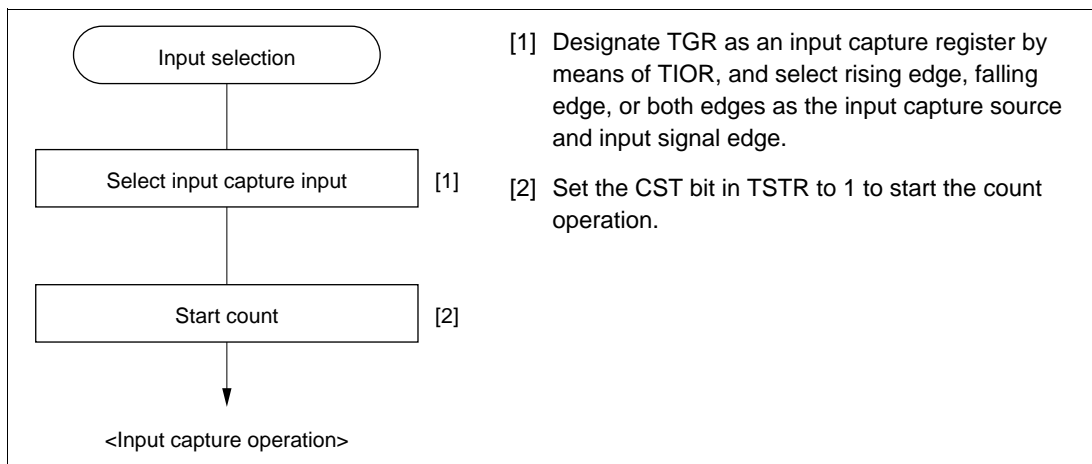 Input selection
Select input capture input
[1]
Start count
[2]
<Input capture operation>
[1] Designate TGR as an input capture register by
means of TIOR, and select rising edge, falling
edge, or both edges as the input capture source
and input signal edge.
[2] Set the CST bit in TSTR to 1 to start the count
operation.